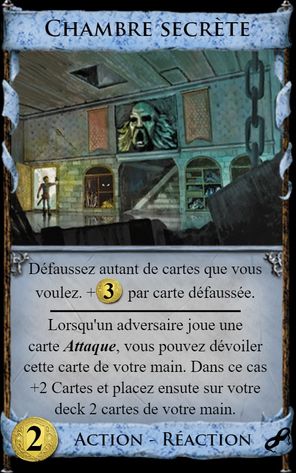 Chambre secrète
Défaussez autant de cartes que vous
voulez. +3 par carte défaussée.
Lorsqu'un adversaire joue une
carte Attaque, vous pouvez dévoiler
cette carte de votre main. Dans ce cas
+2 Cartes et placez ensuite sur votre
deck 2 cartes de votre main.
2 Action - Réaction